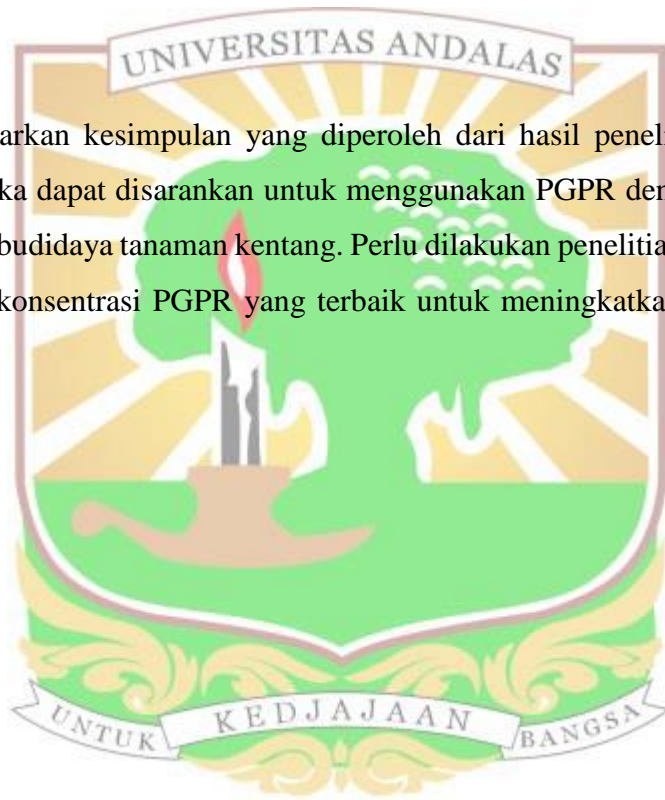 UNIVERSITAS ANDALAS
arkan kesimpulan yang diperoleh dari hasil penel
ka dapat disarankan untuk menggunakan PGPR den
budidaya tanaman kentang. Perlu dilakukan penelitia
konsentrasi PGPR yang terbaik untuk meningkatka
UNTUK KEDJAJAAN BANGSA